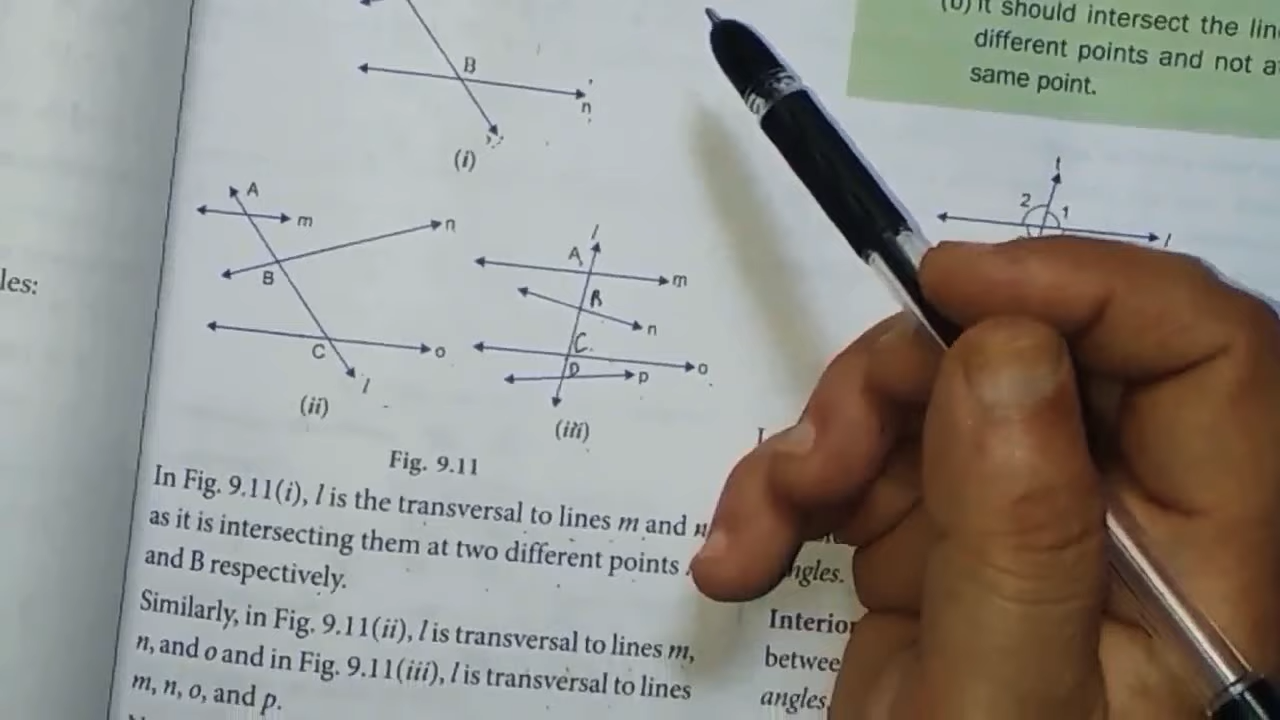 B
n
(i)
A
m
n
B
C
o
l
(ii)
l
A
m
B
n
C
o
D
p
(iii)
Fig. 9.11
In Fig. 9.11(i), l is the transversal to lines m and n
as it is intersecting them at two different points
and B respectively.
Similarly, in Fig. 9.11(ii), l is transversal to lines m,
n, and o and in Fig. 9.11(iii), l is transversal to lines
m, n, o, and p.
it should intersect the
different points and not
same point.
t
2
1
l
les:
ngles.
Interior
betwee
angles,